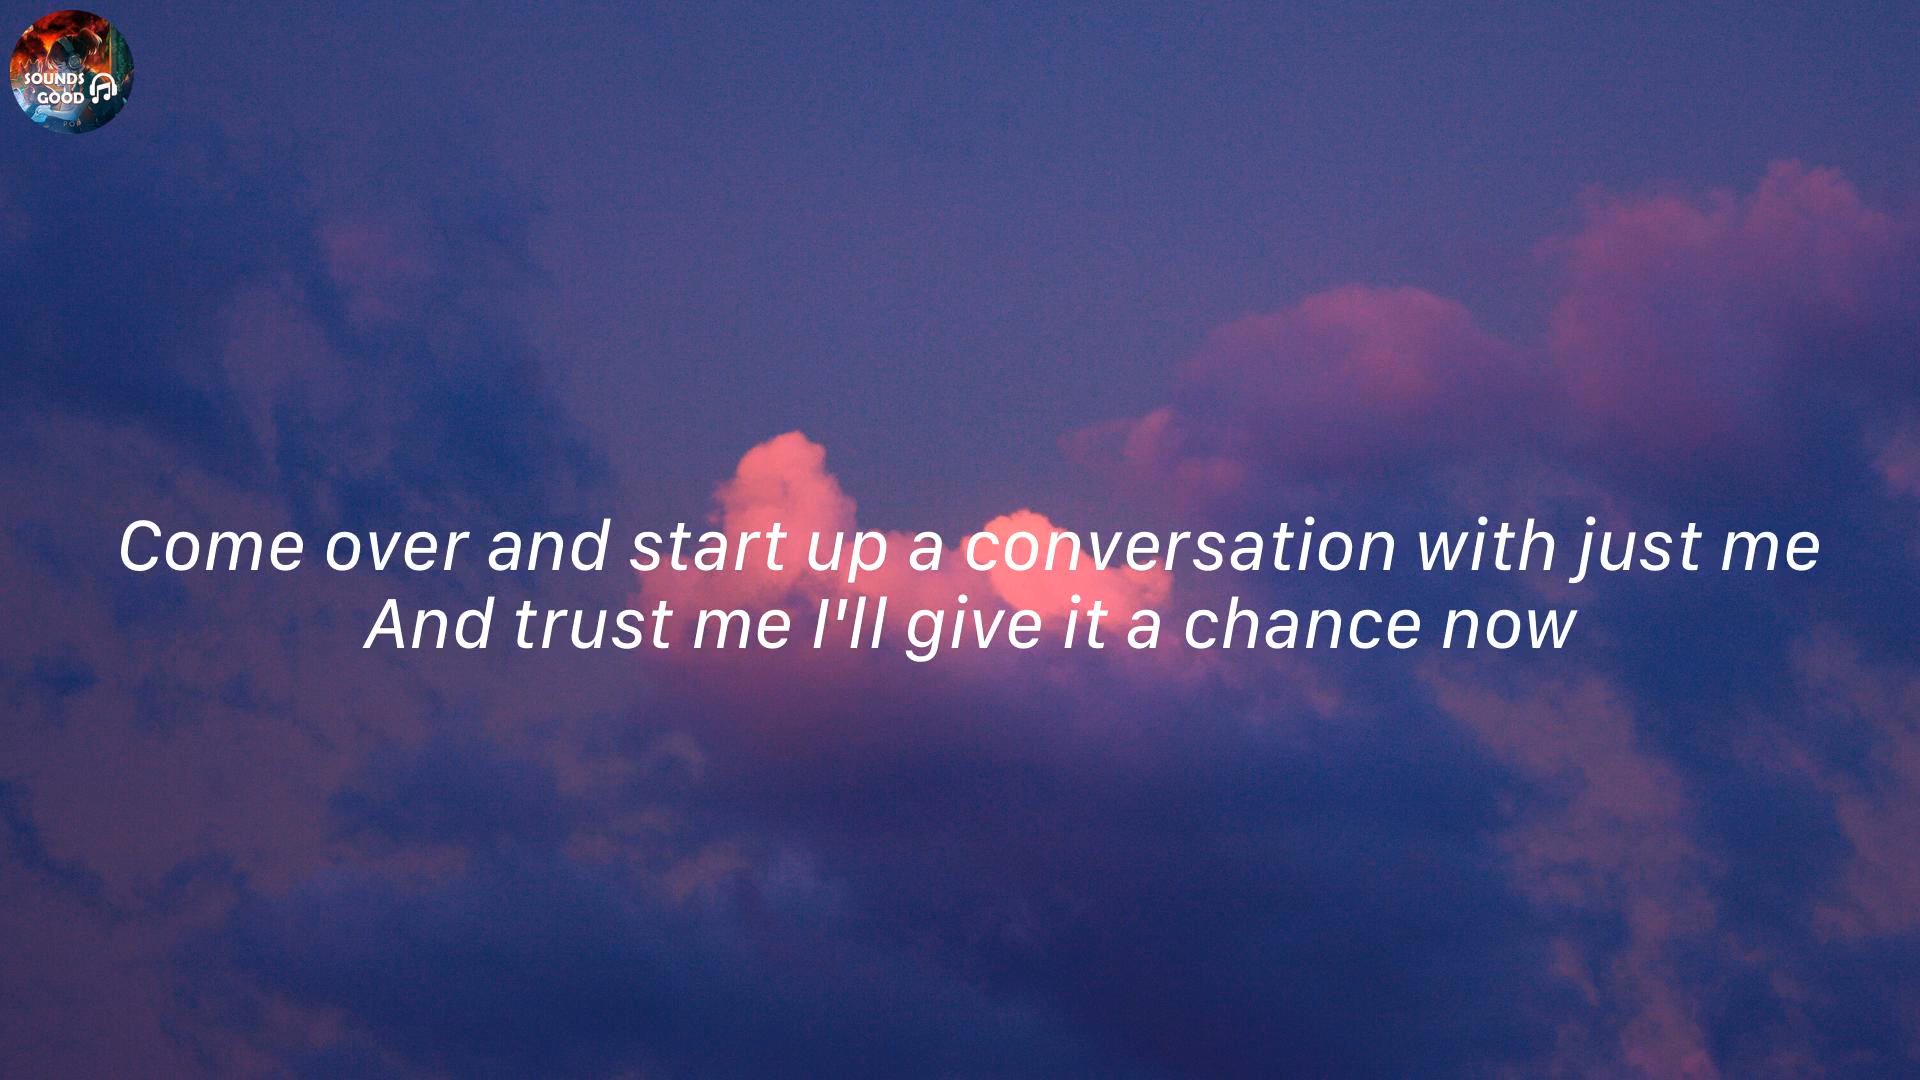 SOUNDS
GOOD
POP
Come over and start up a conversation with just me
And trust me I'll give it a chance now